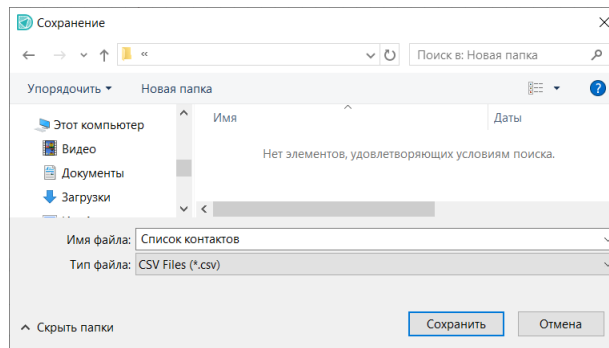 Сохранение
«
Поиск в: Новая папка
Упорядочить
Новая папка
?
Имя
Даты
Этот компьютер
Видео
Документы
Загрузки
Нет элементов, удовлетворяющих условиям поиска.
Имя файла: Список контактов
Тип файла: CSV Files (*.csv)
Скрыть папки
Сохранить
Отмена